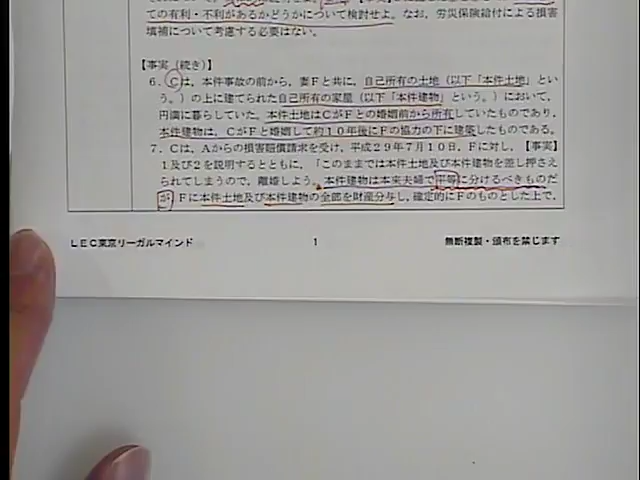 ての有利・不利があるかどうかについて検討せよ。なお、労災保険給付による損害
填補について考慮する必要はない。
【事実(続き)】
6.Cは、本件事故の前から、妻Fと共に、自己所有の土地(以下「本件土地」とい
う。)の上に建てられた自己所有の家屋(以下「本件建物」という。)において、
円満に暮らしていた。本件土地はCがFとの婚姻前から所有していたものであり、
本件建物は、CがFと婚姻して約10年後にFの協力の下に建築したものである。
7.Cは、Aからの損害賠償請求を受け、平成29年7月10日、Fに対し、【事実】
1及び2を説明するとともに、「このままでは本件土地及び本件建物を差し押さえ
られてしまうので、離婚しよう。本件建物は本来夫婦で平等に分けるべきものだ
が、Fに本件土地及び本件建物の全部を財産分与し、確定的にFのものとした上で、
LEC東京リーガルマインド
1
無断複製・頒布を禁じます